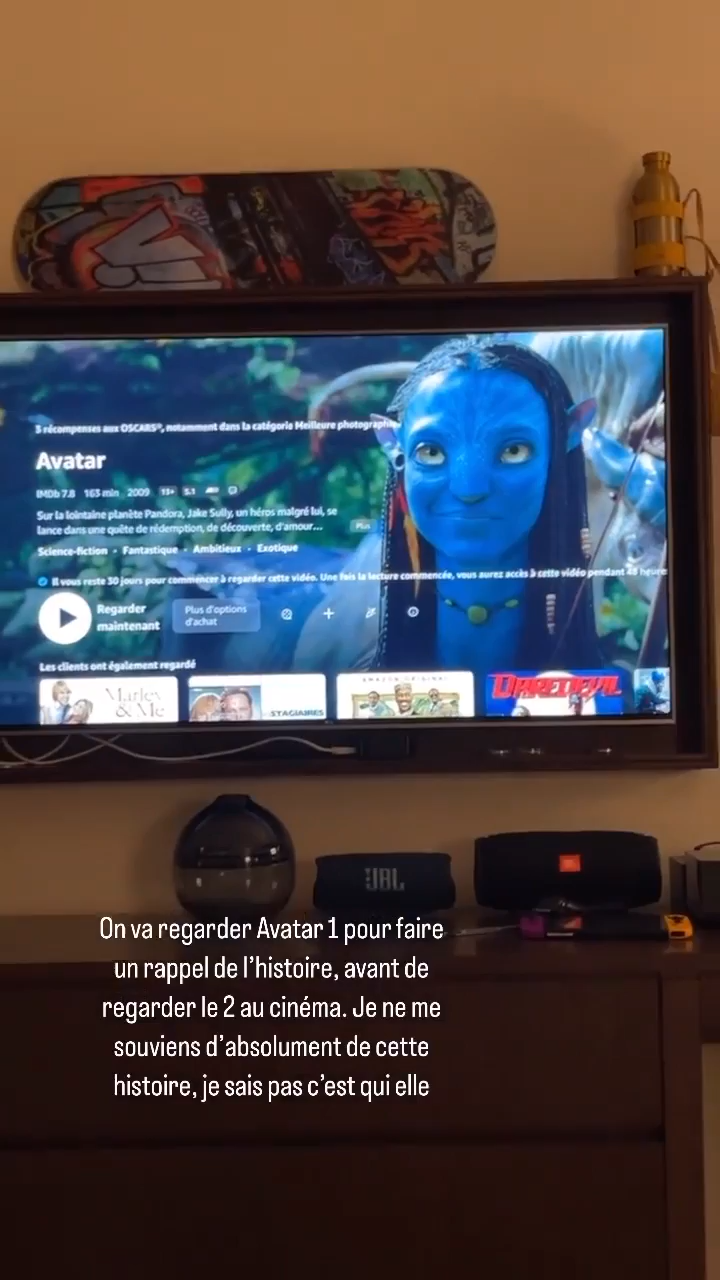 3 récompenses aux OSCARS®, notamment dans la catégorie Meilleure photographie
Avatar
IMDb 7.8 163 min 2009 13+ 5.1
Sur la lointaine planète Pandora, Jake Sully, un héros malgré lui, se
lance dans une quête de rédemption, de découverte, d'amour... Plus
Science-fiction • Fantastique • Ambitieux • Exotique
Il vous reste 30 jours pour commencer à regarder cette vidéo. Une fois la lecture commencée, vous aurez accès à cette vidéo pendant 48 heures
Regarder
maintenant
Plus d'options
d'achat
Les clients ont également regardé
Marley
& Me
STAGIAIRES
AMAZON ORIGINAL
DAREDEVIL
JBL
On va regarder Avatar 1 pour faire
un rappel de l'histoire, avant de
regarder le 2 au cinéma. Je ne me
souviens d'absolument de cette
histoire, je sais pas c'est qui elle